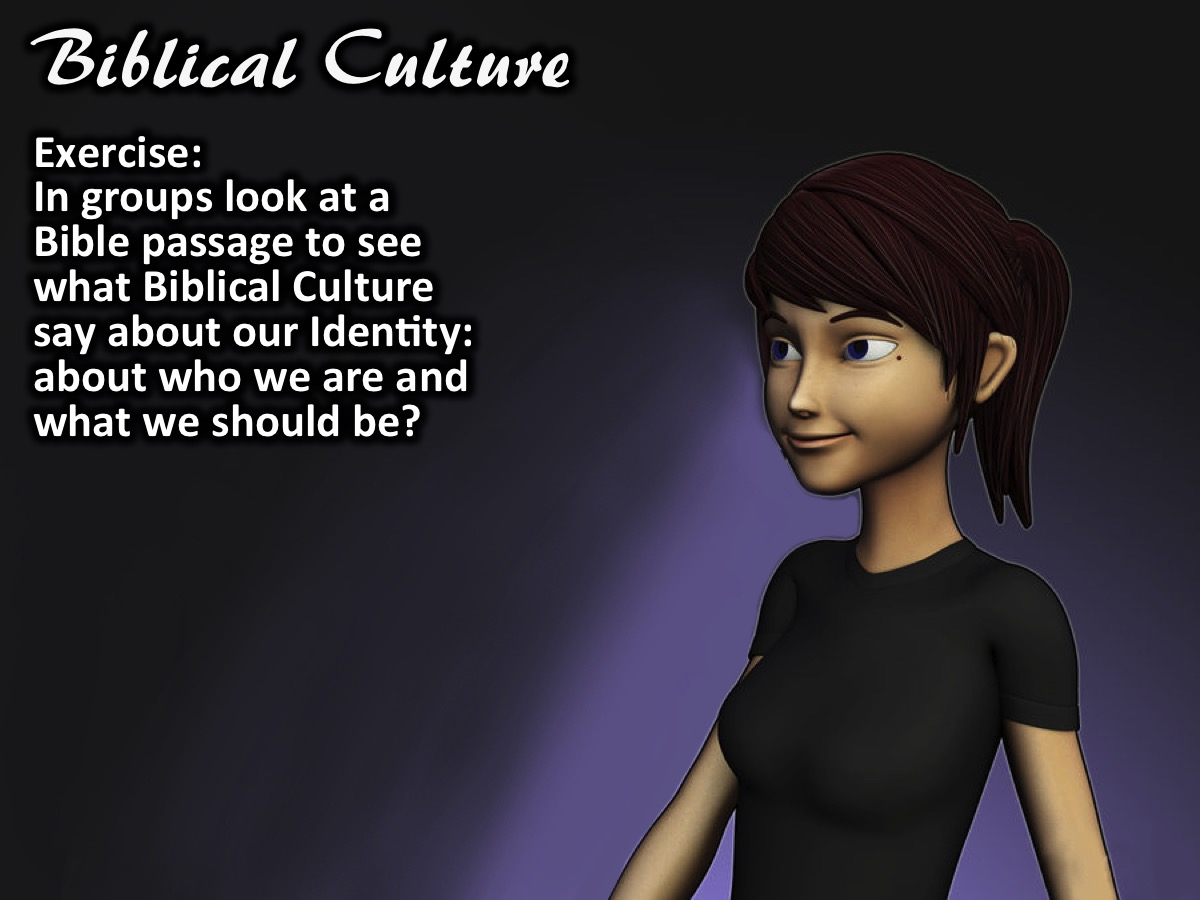 Biblical Culture
Exercise:
In groups look at a
Bible passage to see
what Biblical Culture
say about our Identity:
about who we are and
what we should be?